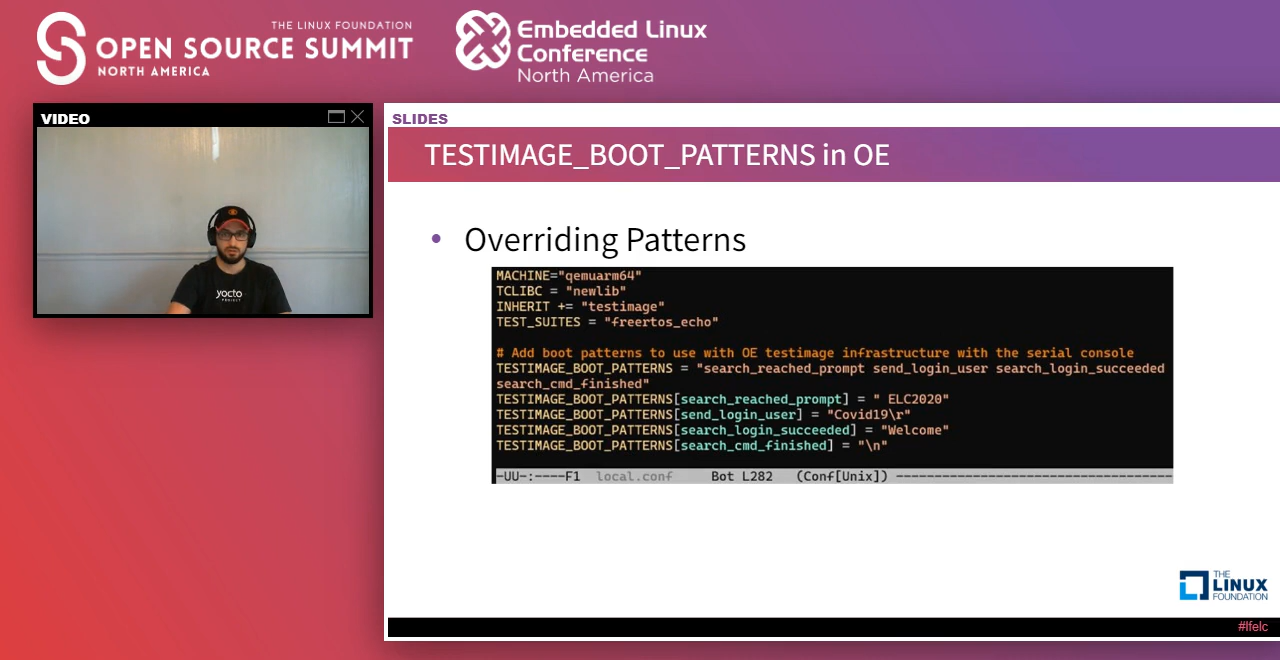 THE LINUX FOUNDATION
OPEN SOURCE SUMMIT
NORTH AMERICA
Embedded Linux
Conference
North America
VIDEO
yocto
PROJECT
SLIDES
TESTIMAGE_BOOT_PATTERNS in OE
• Overriding Patterns
MACHINE="qemuarm64"
TCLIBC = "newlib"
INHERIT += "testimage"
TEST_SUITES = "freertos_echo"
# Add boot patterns to use with OE testimage infrastructure with the serial console
TESTIMAGE_BOOT_PATTERNS = "search_reached_prompt send_login_user search_login_succeeded
search_cmd_finished"
TESTIMAGE_BOOT_PATTERNS[search_reached_prompt] = " ELC2020"
TESTIMAGE_BOOT_PATTERNS[send_login_user] = "Covid19\r"
TESTIMAGE_BOOT_PATTERNS[search_login_succeeded] = "Welcome"
TESTIMAGE_BOOT_PATTERNS[search_cmd_finished] = "\n"
-UU-:----F1  local.conf     Bot L282   (Conf[Unix]) ------------------------------------
THE
LINUX
FOUNDATION
#lfelc